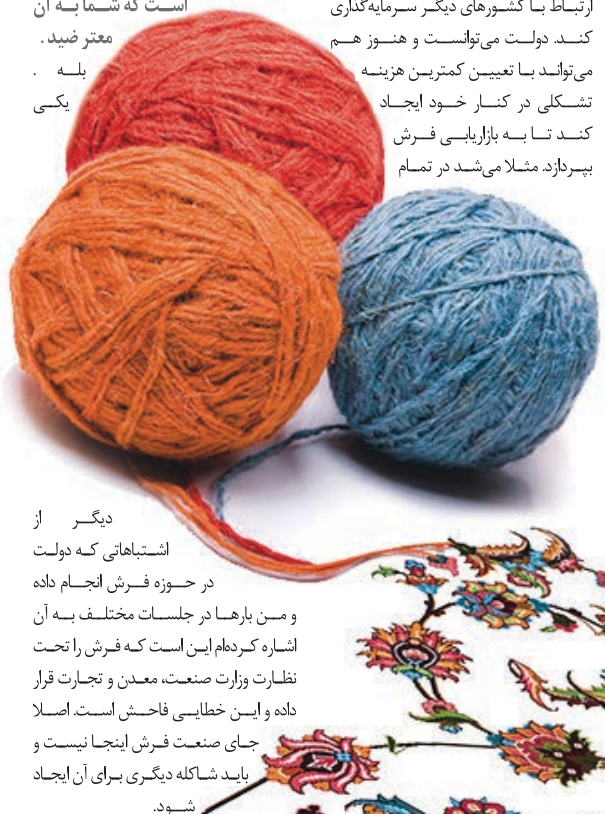 ارتباط با کشورهای دیگر سرمایه‌گذاری
کند. دولت می‌توانست و هنوز هم
می‌تواند با تعیین کمترین هزینه
تشکلی در کنار خود ایجاد
کند تا به بازاریابی فرش
بپردازد. مثلا می‌شد در تمام
است که شما به آن
معترضید.
بله .
یکی
دیگر از
اشتباهاتی که دولت
در حوزه فرش انجام داده
و من بارها در جلسات مختلف به آن
اشاره کرده‌ام این است که فرش را تحت
نظارت وزارت صنعت، معدن و تجارت قرار
داده و این خطایی فاحش است. اصلا
جای صنعت فرش اینجا نیست و
باید شاکله دیگری برای آن ایجاد
شود.